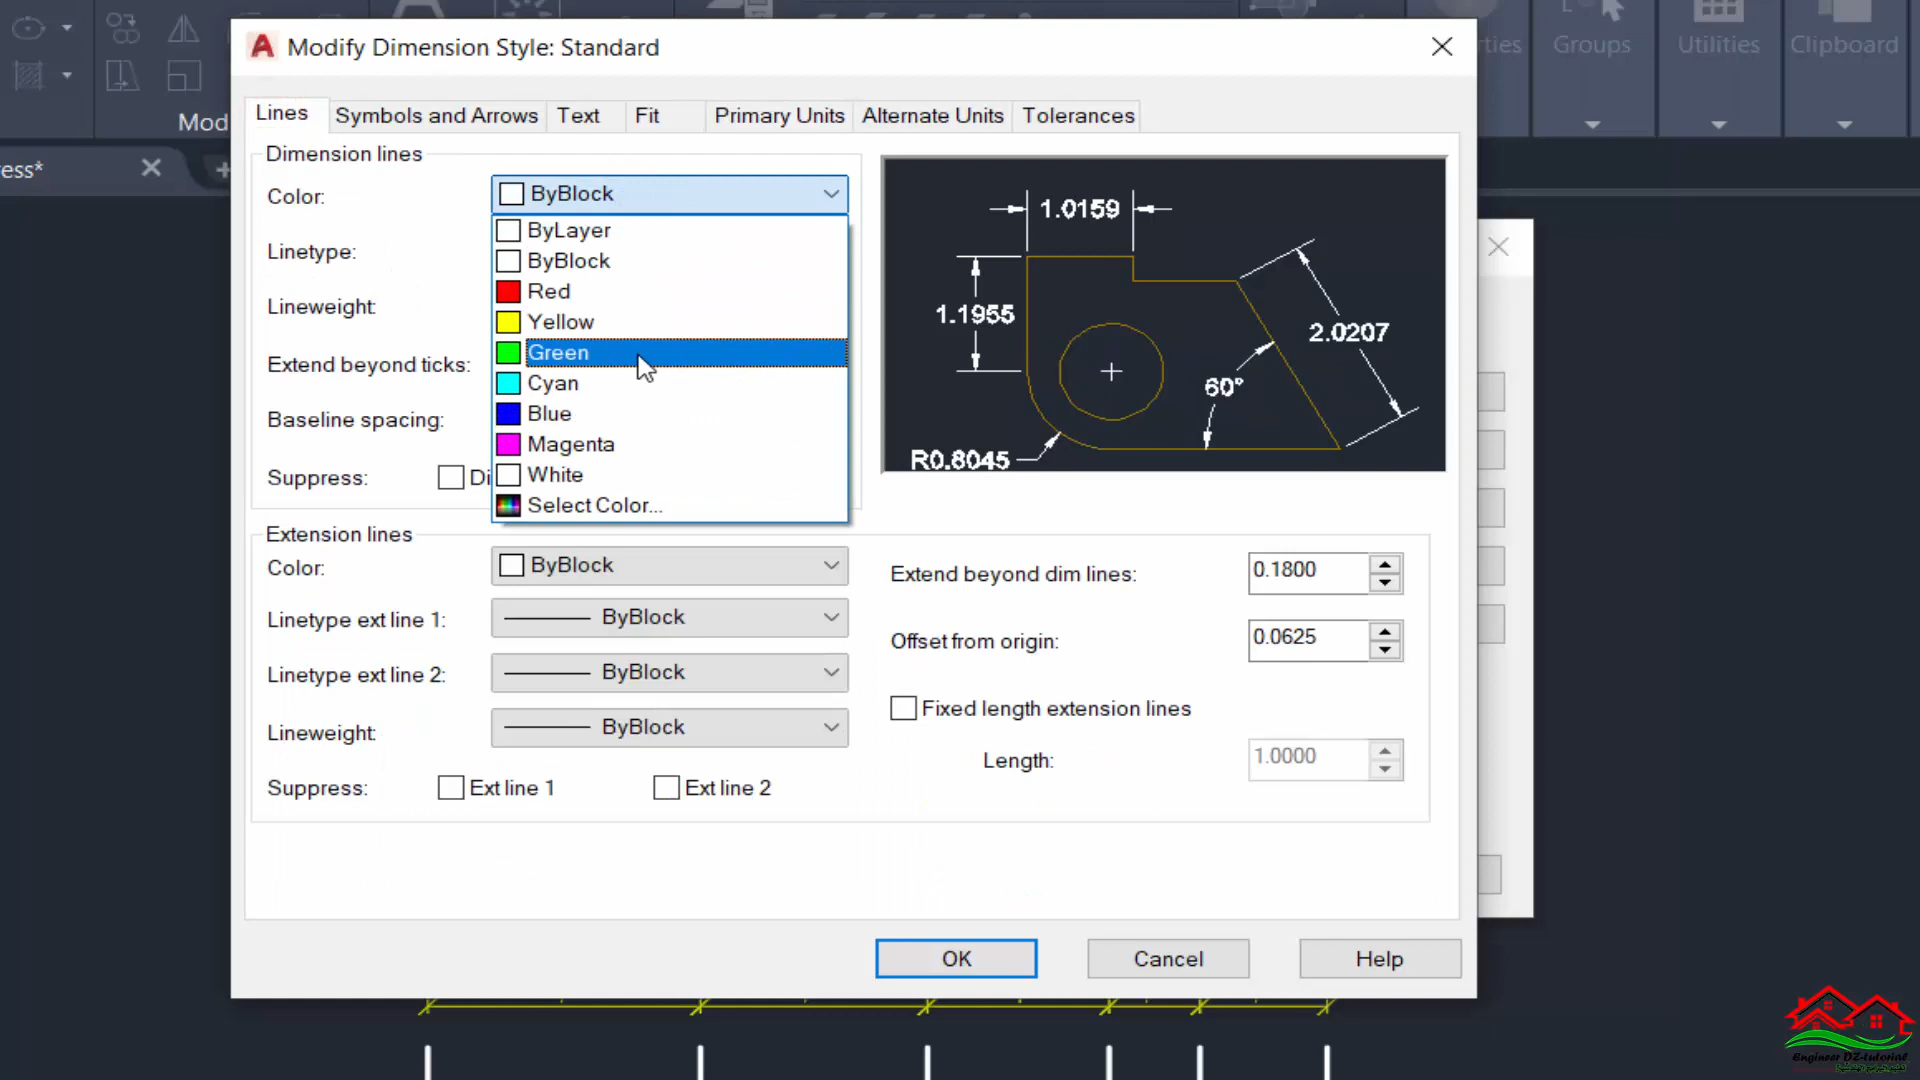 Modify Dimension Style: Standard
ties
Groups
Utilities
Clipboard
Mod
ess*
Lines
Symbols and Arrows
Text
Fit
Primary Units
Alternate Units
Tolerances
Dimension lines
Color:
ByBlock
Linetype:
Lineweight:
Extend beyond ticks:
Baseline spacing:
Suppress:
Di
ByLayer
ByBlock
Red
Yellow
Green
Cyan
Blue
Magenta
White
Select Color...
1.0159
1.1955
2.0207
60°
R0.8045
Extension lines
Color:
ByBlock
Linetype ext line 1:
ByBlock
Linetype ext line 2:
ByBlock
Lineweight:
ByBlock
Suppress:
Ext line 1
Ext line 2
Extend beyond dim lines:
0.1800
Offset from origin:
0.0625
Fixed length extension lines
Length:
1.0000
OK
Cancel
Help
Engineer DZ-tutorial